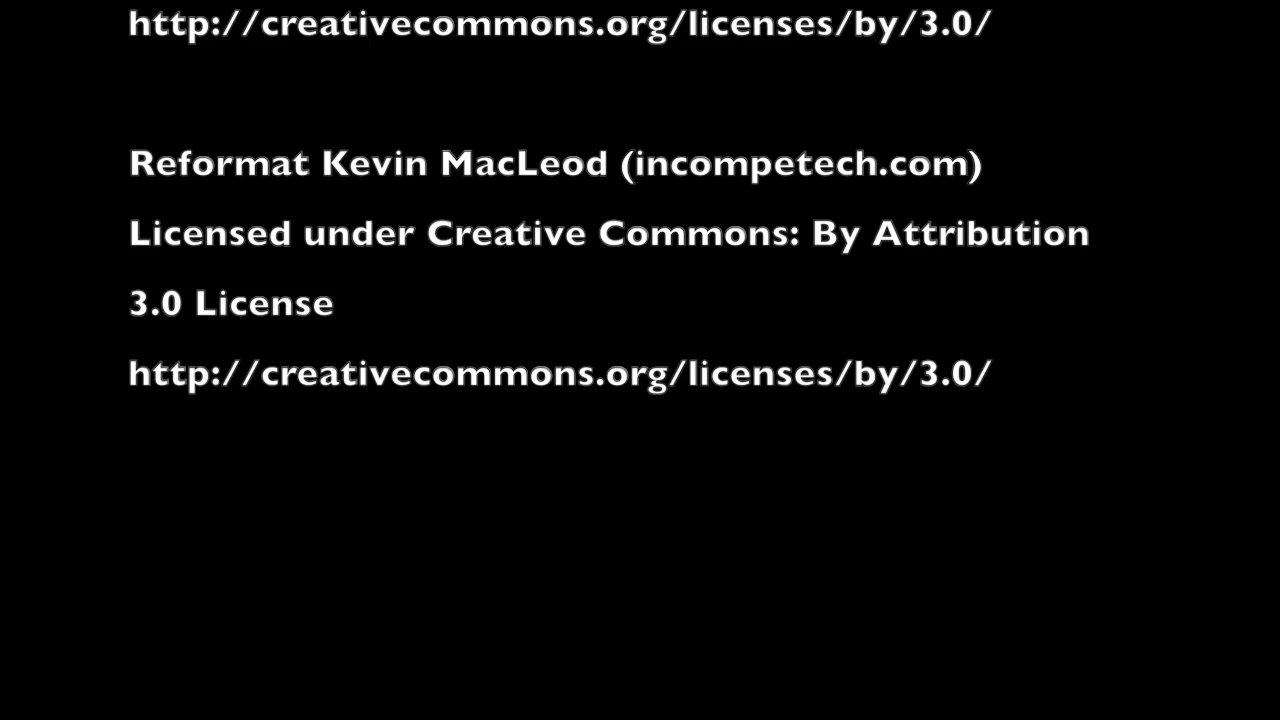 http://creativecommons.org/licenses/by/3.0/
Reformat Kevin MacLeod (incompetech.com)
Licensed under Creative Commons: By Attribution
3.0 License
http://creativecommons.org/licenses/by/3.0/